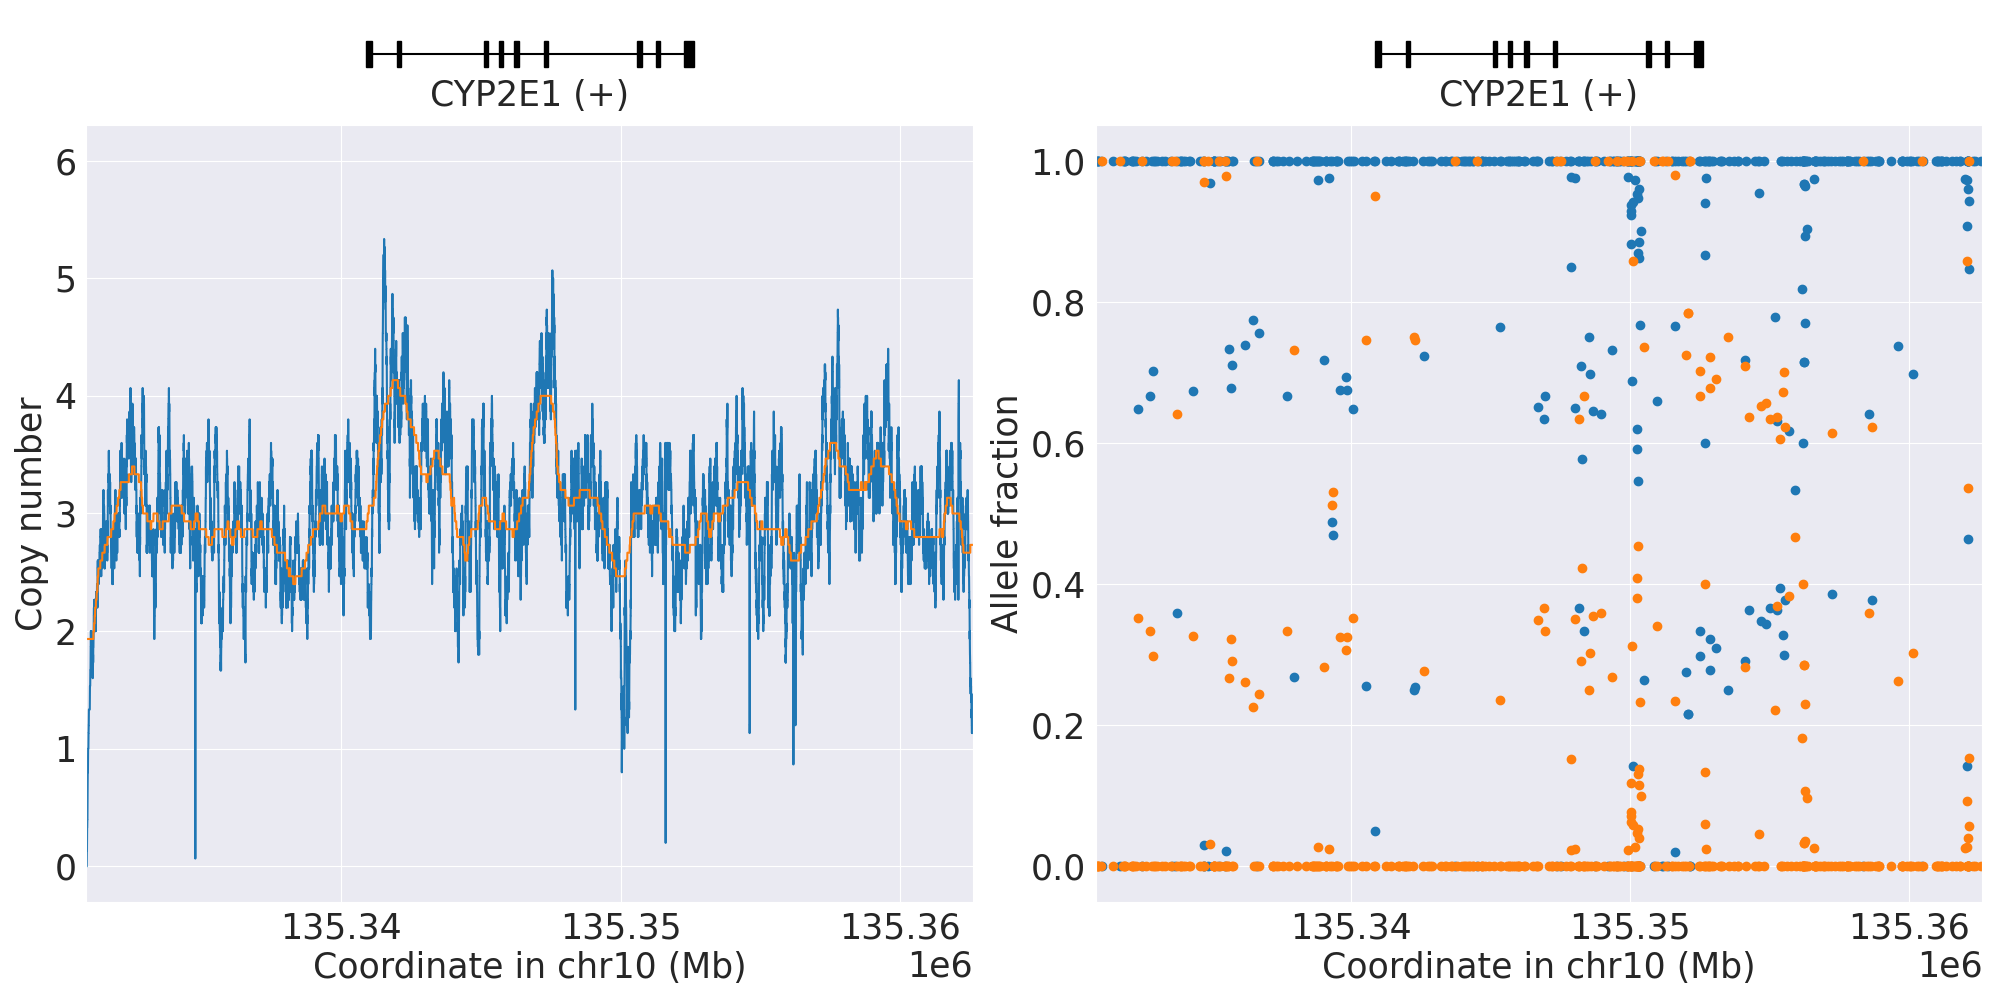 CYP2E1 (+)
6
5
4
3
2
1
0
Copy number
135.34 135.35 135.36
Coordinate in chr10 (Mb) 1e6
CYP2E1 (+)
1.0
0.8
0.6
0.4
0.2
0.0
Allele fraction
135.34 135.35 135.36
Coordinate in chr10 (Mb) 1e6